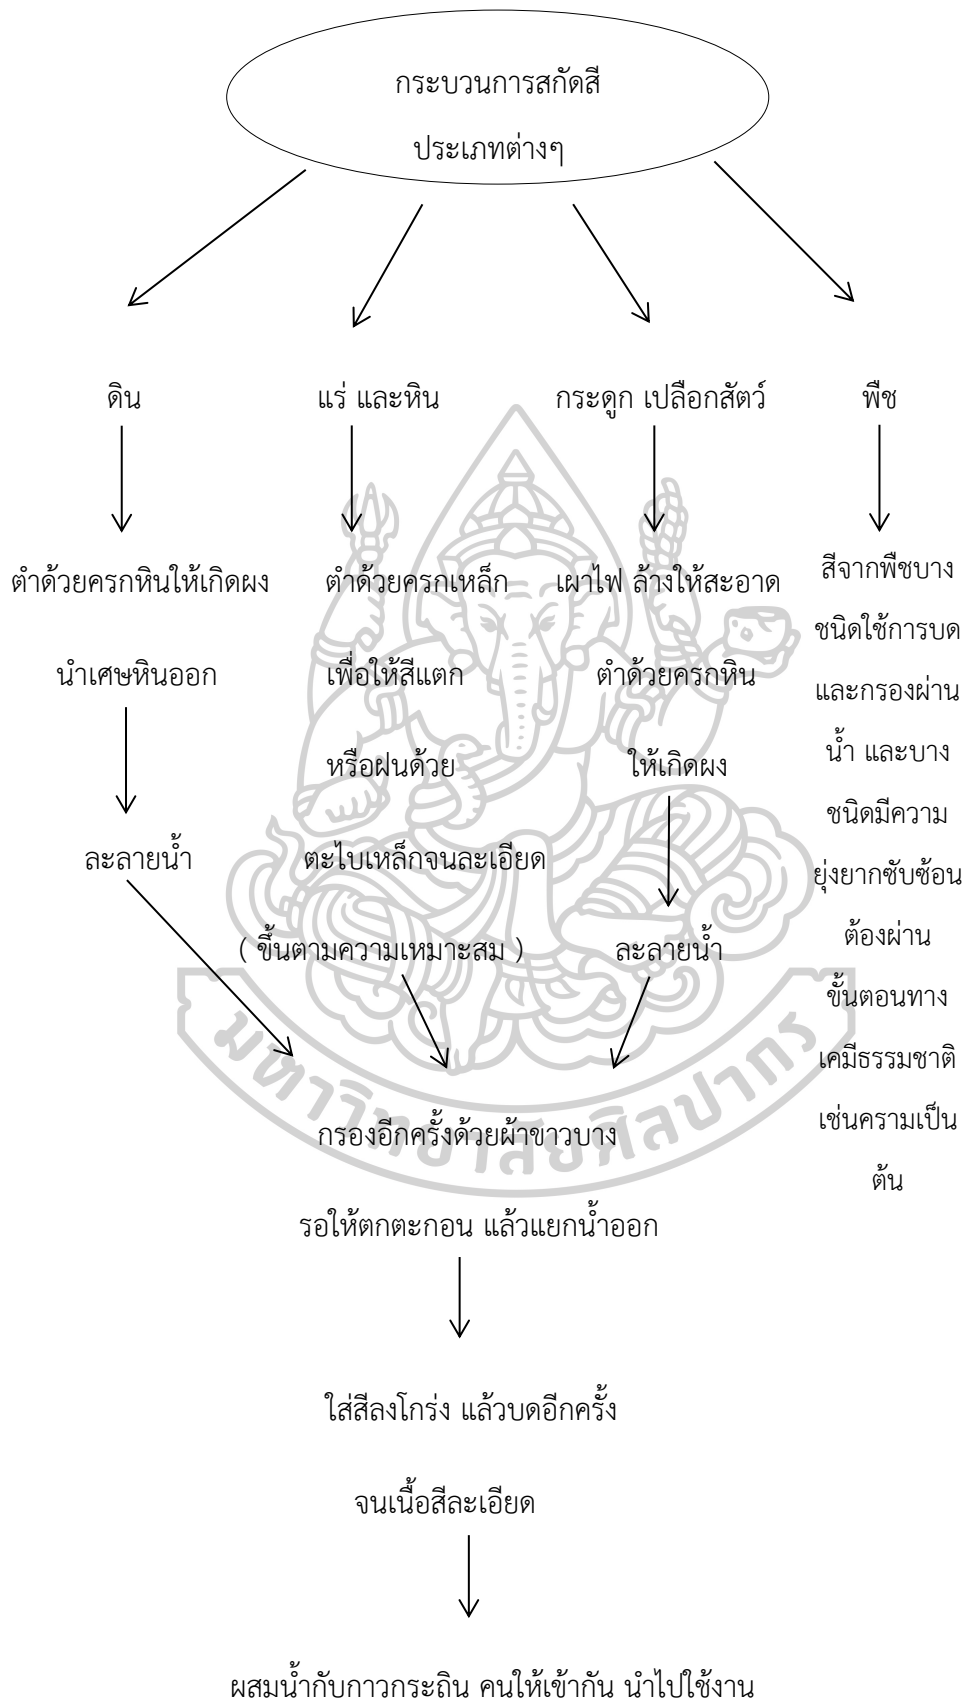 กระบวนการสกัดสี
ประเภทต่างๆ
ดิน
แร่ และหิน
กระดูก เปลือกสัตว์
พืช
ตำด้วยครกหินให้เกิดผง
นำเศษหินออก
ละลายน้ำ
ตำด้วยครกเหล็ก
เพื่อให้สีแตก
หรือฝนด้วย
ตะไบเหล็กจนละเอียด
( ขึ้นตามความเหมาะสม )
เผาไฟ ล้างให้สะอาด
ตำด้วยครกหิน
ให้เกิดผง
ละลายน้ำ
สีจากพืชบาง
ชนิดใช้การบด
และกรองผ่าน
น้ำ และบาง
ชนิดมีความ
ยุ่งยากซับซ้อน
ต้องผ่าน
ขั้นตอนทาง
เคมีธรรมชาติ
เช่นครามเป็น
ต้น
กรองอีกครั้งด้วยผ้าขาวบาง
รอให้ตกตะกอน แล้วแยกน้ำออก
ใส่สีลงโกร่ง แล้วบดอีกครั้ง
จนเนื้อสีละเอียด
ผสมน้ำกับกาวกระถิน คนให้เข้ากัน นำไปใช้งาน
มหาวิทยาลัยศิลปากร